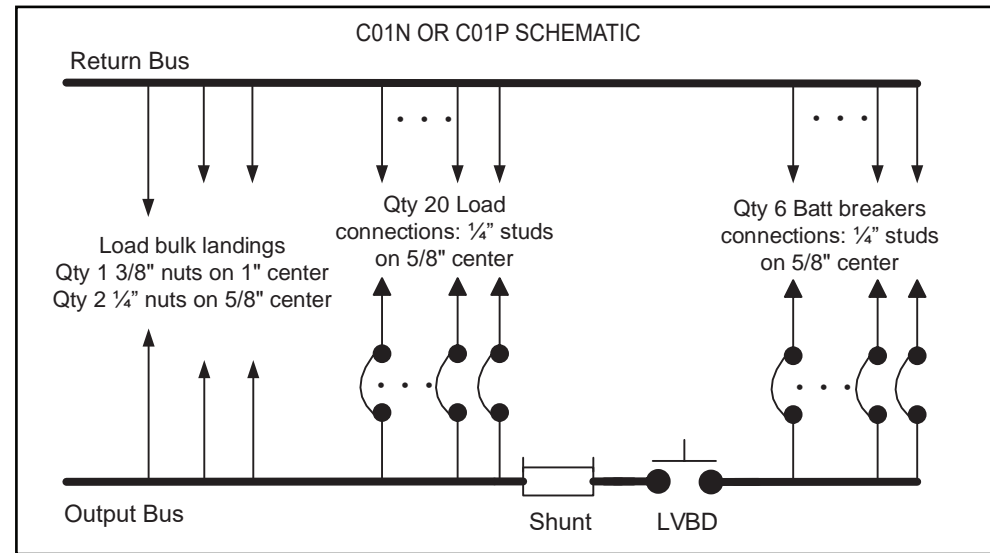 C01N OR C01P SCHEMATIC
Return Bus
Load bulk landings
Qty 1 3/8" nuts on 1" center
Qty 2 ¼” nuts on 5/8" center
Qty 20 Load
connections: ¼” studs
on 5/8" center
Qty 6 Batt breakers
connections: ¼” studs
on 5/8" center
Output Bus
Shunt
LVBD